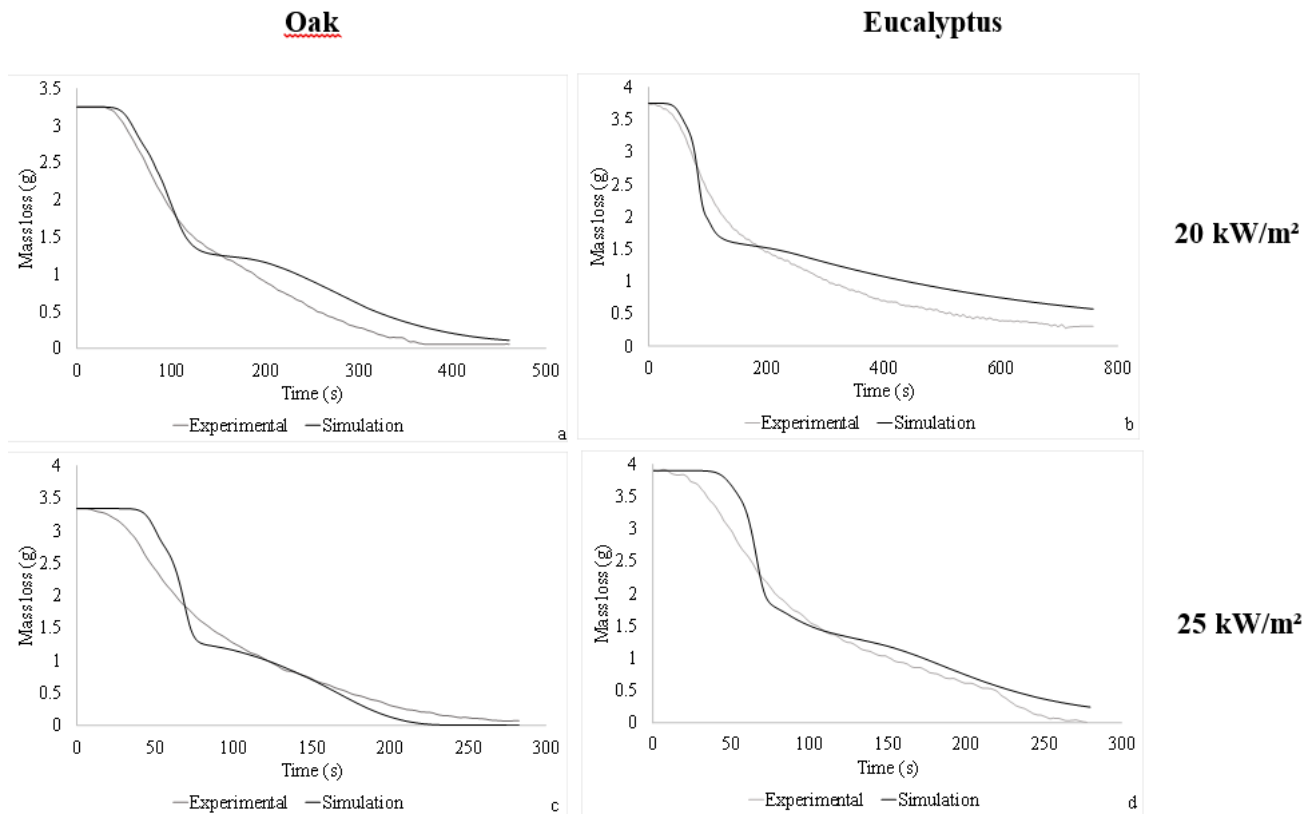 Oak
Eucalyptus
Mass loss (g)
3.5
3
2.5
2
1.5
1
0.5
0
0 100 200 300 400 500
Time (s)
Experimental Simulation
a
Mass loss (g)
4
3.5
3
2.5
2
1.5
1
0.5
0
0 200 400 600 800
Time (s)
Experimental Simulation
b
20 kW/m²
Mass loss (g)
4
3.5
3
2.5
2
1.5
1
0.5
0
0 50 100 150 200 250 300
Time (s)
Experimental Simulation
c
Mass loss (g)
4
3.5
3
2.5
2
1.5
1
0.5
0
0 50 100 150 200 250 300
Time (s)
Experimental Simulation
d
25 kW/m²